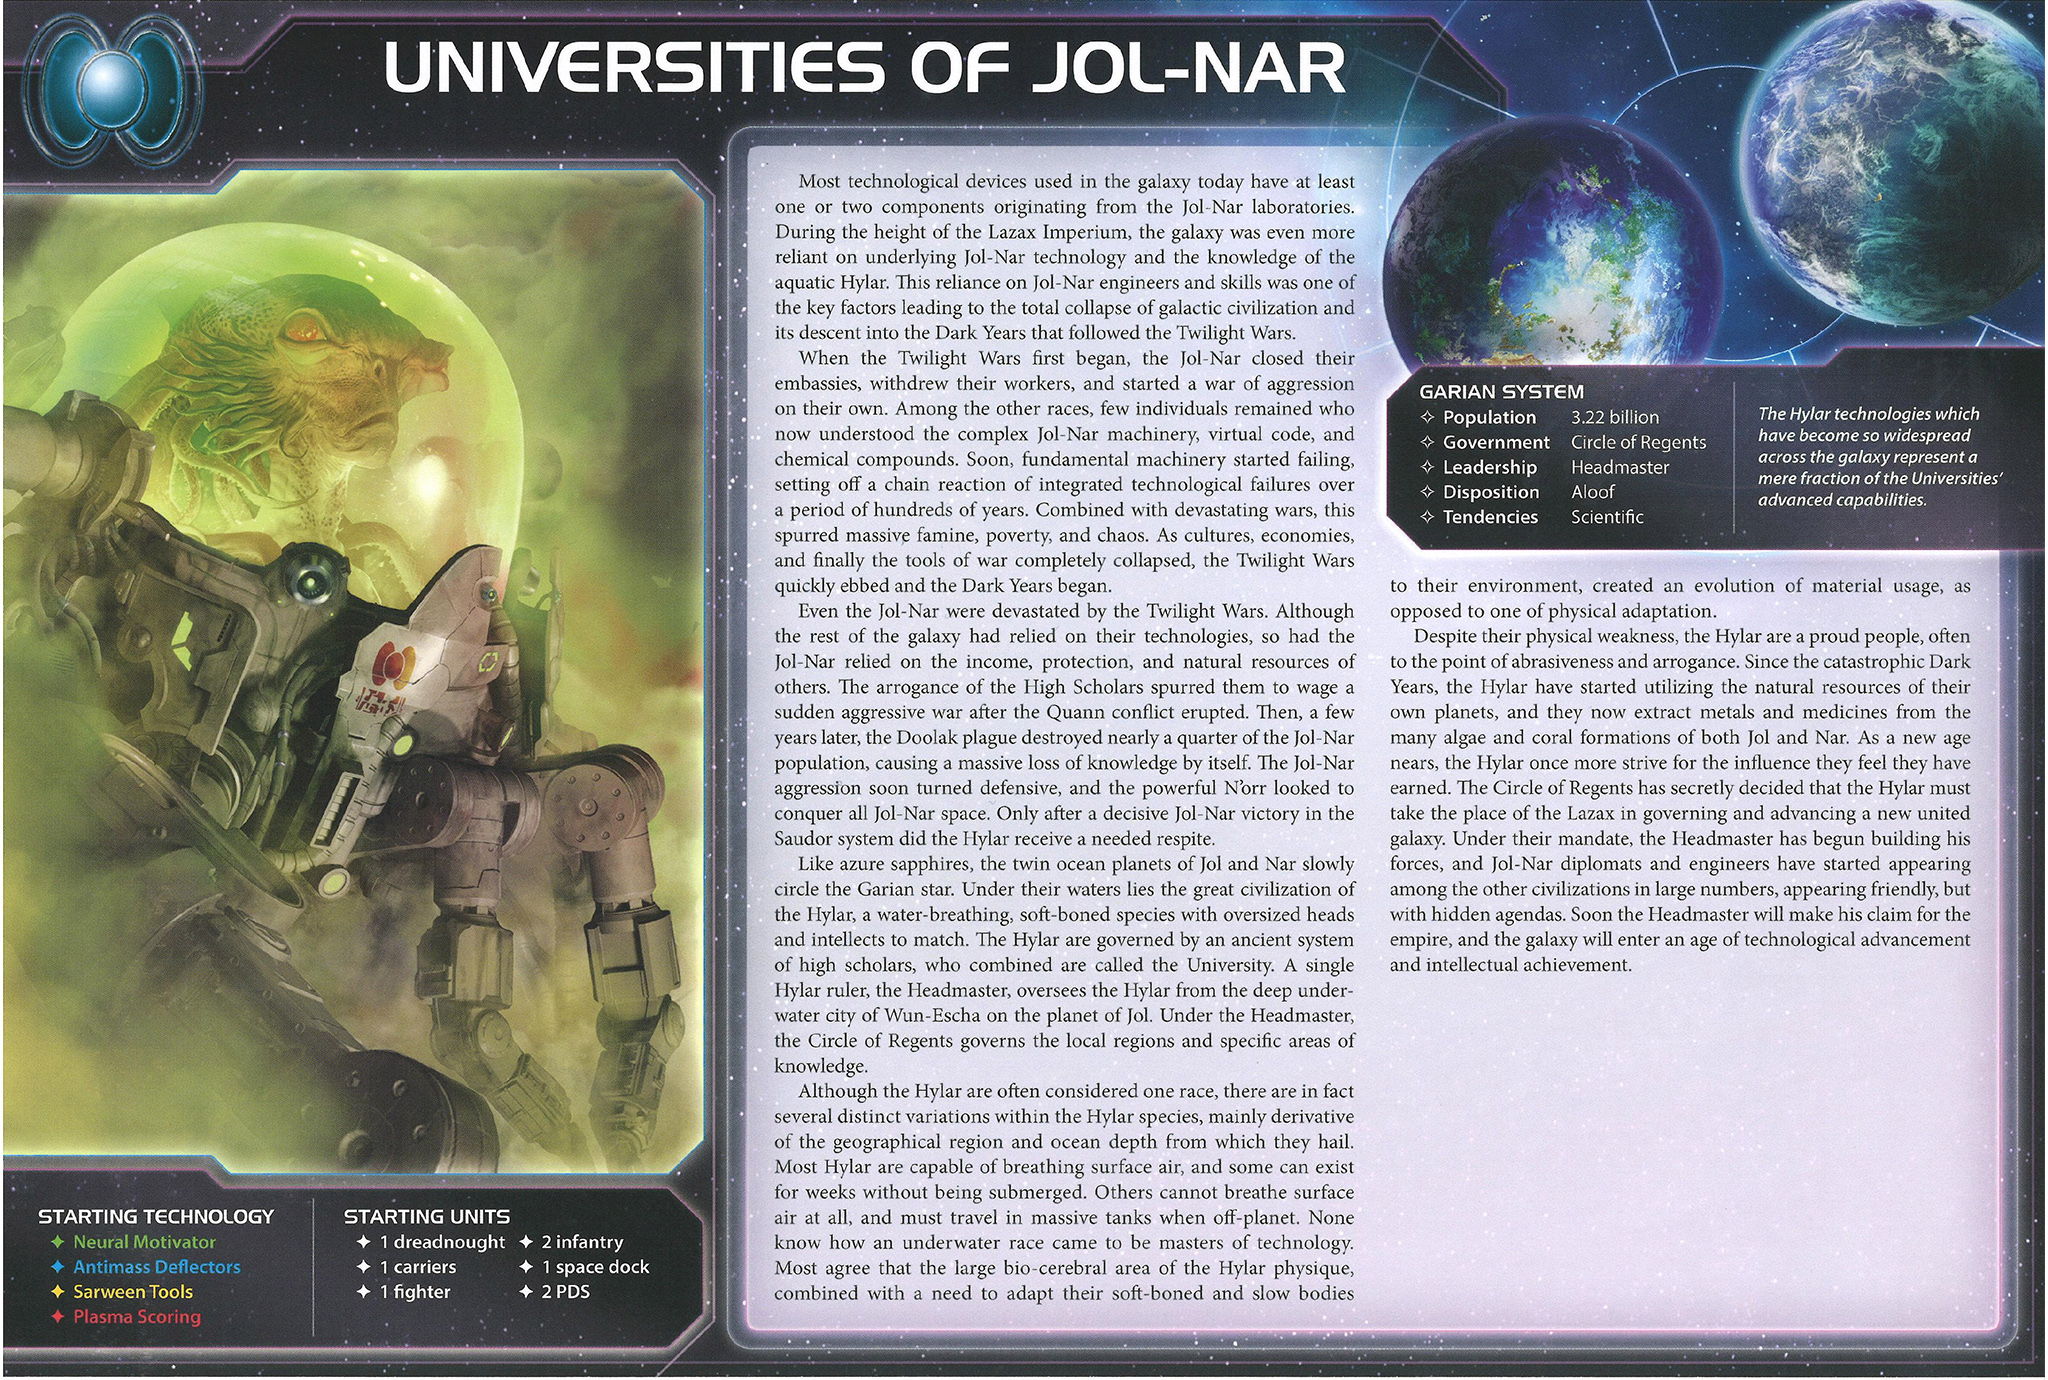 UNIVERSITIES OF JOL-NAR
Most technological devices used in the galaxy today have at least
one or two components originating from the Jol-Nar laboratories.
During the height of the Lazax Imperium, the galaxy was even more
reliant on underlying Jol-Nar technology and the knowledge of the
aquatic Hylar. This reliance on Jol-Nar engineers and skills was one of
the key factors leading to the total collapse of galactic civilization and
its descent into the Dark Years that followed the Twilight Wars.
When the Twilight Wars first began, the Jol-Nar closed their
embassies, withdrew their workers, and started a war of aggression
on their own. Among the other races, few individuals remained who
now understood the complex Jol-Nar machinery, virtual code, and
chemical compounds. Soon, fundamental machinery started failing,
setting off a chain reaction of integrated technological failures over
a period of hundreds of years. Combined with devastating wars, this
spurred massive famine, poverty, and chaos. As cultures, economies,
and finally the tools of war completely collapsed, the Twilight Wars
quickly ebbed and the Dark Years began.
Even the Jol-Nar were devastated by the Twilight Wars. Although
the rest of the galaxy had relied on their technologies, so had the
Jol-Nar relied on the income, protection, and natural resources of
others. The arrogance of the High Scholars spurred them to wage a
sudden aggressive war after the Quann conflict erupted. Then, a few
years later, the Doolak plague destroyed nearly a quarter of the Jol-Nar
population, causing a massive loss of knowledge by itself. The Jol-Nar
aggression soon turned defensive, and the powerful N'orr looked to
conquer all Jol-Nar space. Only after a decisive Jol-Nar victory in the
Saudor system did the Hylar receive a needed respite.
Like azure sapphires, the twin ocean planets of Jol and Nar slowly
circle the Garian star. Under their waters lies the great civilization of
the Hylar, a water-breathing, soft-boned species with oversized heads
and intellects to match. The Hylar are governed by an ancient system
of high scholars, who combined are called the University. A single
Hylar ruler, the Headmaster, oversees the Hylar from the deep under-
water city of Wun-Escha on the planet of Jol. Under the Headmaster,
the Circle of Regents governs the local regions and specific areas of
knowledge.
Although the Hylar are often considered one race, there are in fact
several distinct variations within the Hylar species, mainly derivative
of the geographical region and ocean depth from which they hail.
Most Hylar are capable of breathing surface air, and some can exist
for weeks without being submerged. Others cannot breathe surface
air at all, and must travel in massive tanks when off-planet. None
know how an underwater race came to be masters of technology.
Most agree that the large bio-cerebral area of the Hylar physique,
combined with a need to adapt their soft-boned and slow bodies
GARIAN SYSTEM
Population 3.22 billion
Government Circle of Regents
Leadership Headmaster
Disposition Aloof
Tendencies Scientific
The Hylar technologies which
have become so widespread
across the galaxy represent a
mere fraction of the Universities'
advanced capabilities.
to their environment, created an evolution of material usage, as
opposed to one of physical adaptation.
Despite their physical weakness, the Hylar are a proud people, often
to the point of abrasiveness and arrogance. Since the catastrophic Dark
Years, the Hylar have started utilizing the natural resources of their
own planets, and they now extract metals and medicines from the
many algae and coral formations of both Jol and Nar. As a new age
nears, the Hylar once more strive for the influence they feel they have
earned. The Circle of Regents has secretly decided that the Hylar must
take the place of the Lazax in governing and advancing a new united
galaxy. Under their mandate, the Headmaster has begun building his
forces, and Jol-Nar diplomats and engineers have started appearing
among the other civilizations in large numbers, appearing friendly, but
with hidden agendas. Soon the Headmaster will make his claim for the
empire, and the galaxy will enter an age of technological advancement
and intellectual achievement.
STARTING TECHNOLOGY
Neural Motivator
Antimass Deflectors
Sarween Tools
Plasma Scoring
STARTING UNITS
1 dreadnought 2 infantry
1 carriers 1 space dock
1 fighter 2 PDS